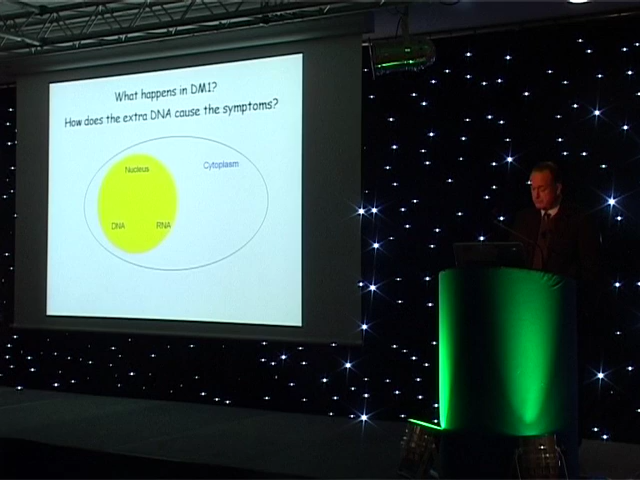 What happens in DM1?
How does the extra DNA cause the symptoms?
Nucleus
Cytoplasm
DNA
RNA